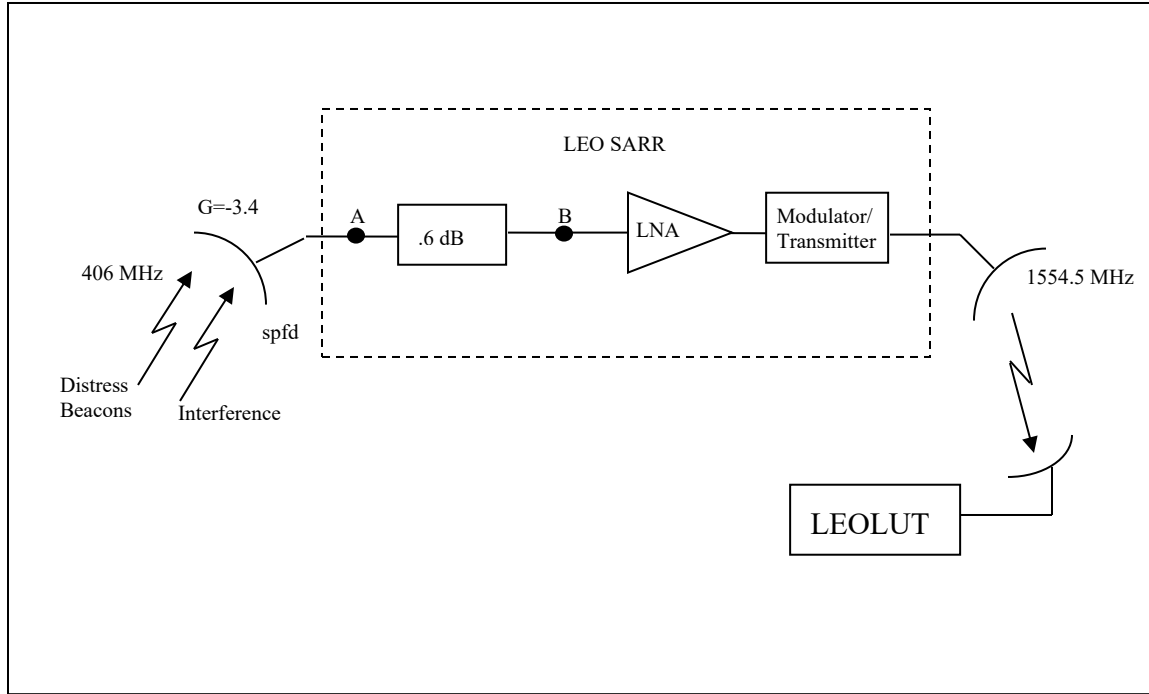 LEO SARR
G=-3.4
A
.6 dB
B
LNA
Modulator/
Transmitter
406 MHz
1554.5 MHz
spfd
Distress
Beacons
Interference
LEOLUT